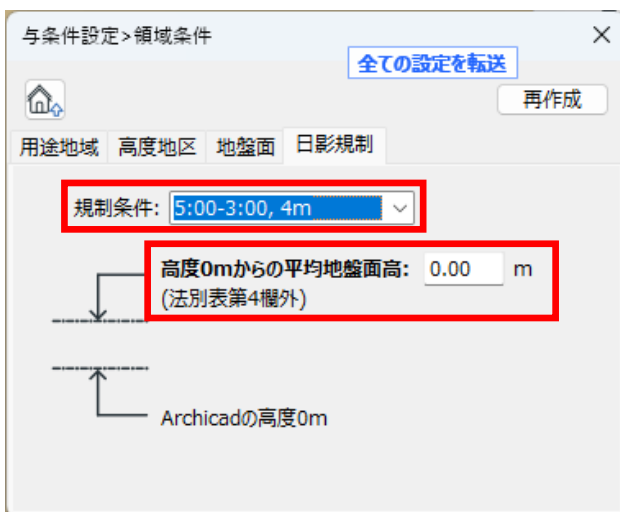 与条件設定>領域条件
全ての設定を転送
再作成
用途地域 高度地区 地盤面 日影規制
規制条件: 5:00-3:00, 4m
高度0mからの平均地盤面高: 0.00 m
(法別表第4欄外)
Archicadの高度0m